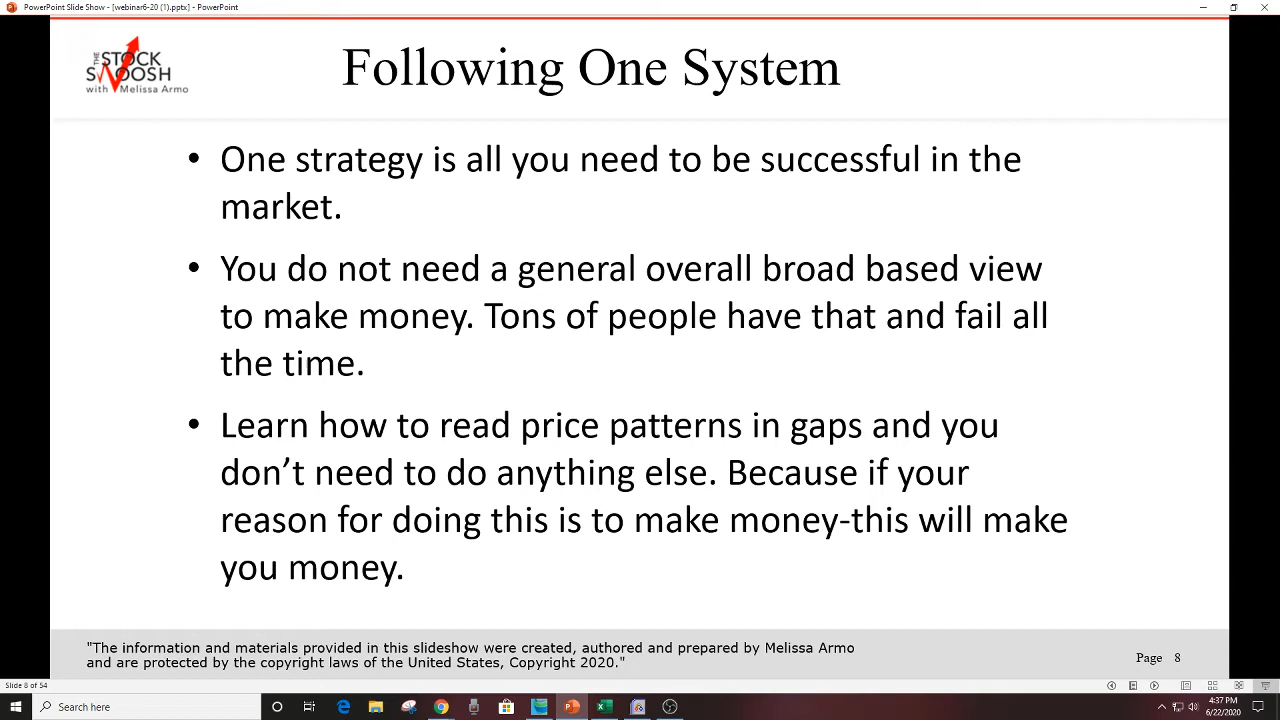 PowerPoint Slide Show - [webinar6-20 (1).pptx] - PowerPoint
THE
STOCK
SWOOSH
with Melissa Armo
Following One System
• One strategy is all you need to be successful in the
market.
• You do not need a general overall broad based view
to make money. Tons of people have that and fail all
the time.
• Learn how to read price patterns in gaps and you
don’t need to do anything else. Because if your
reason for doing this is to make money-this will make
you money.
"The information and materials provided in this slideshow were created, authored and prepared by Melissa Armo
and are protected by the copyright laws of the United States, Copyright 2020."
Page 8
Slide 8 of 54
Search here
4:37 PM
6/22/2020